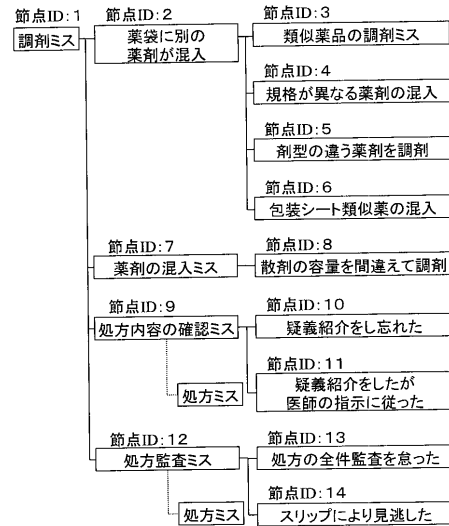 節点ID:1
調剤ミス
節点ID:2
薬袋に別の
薬剤が混入
節点ID:3
類似薬品の調剤ミス
節点ID:4
規格が異なる薬剤の混入
節点ID:5
剤型の違う薬剤を調剤
節点ID:6
包装シート類似薬の混入
節点ID:7
薬剤の混入ミス
節点ID:8
散剤の容量を間違えて調剤
節点ID:9
処方内容の確認ミス
処方ミス
節点ID:10
疑義紹介をし忘れた
節点ID:11
疑義紹介をしたが
医師の指示に従った
節点ID:12
処方監査ミス
処方ミス
節点ID:13
処方の全件監査を怠った
節点ID:14
スリップにより見逃した